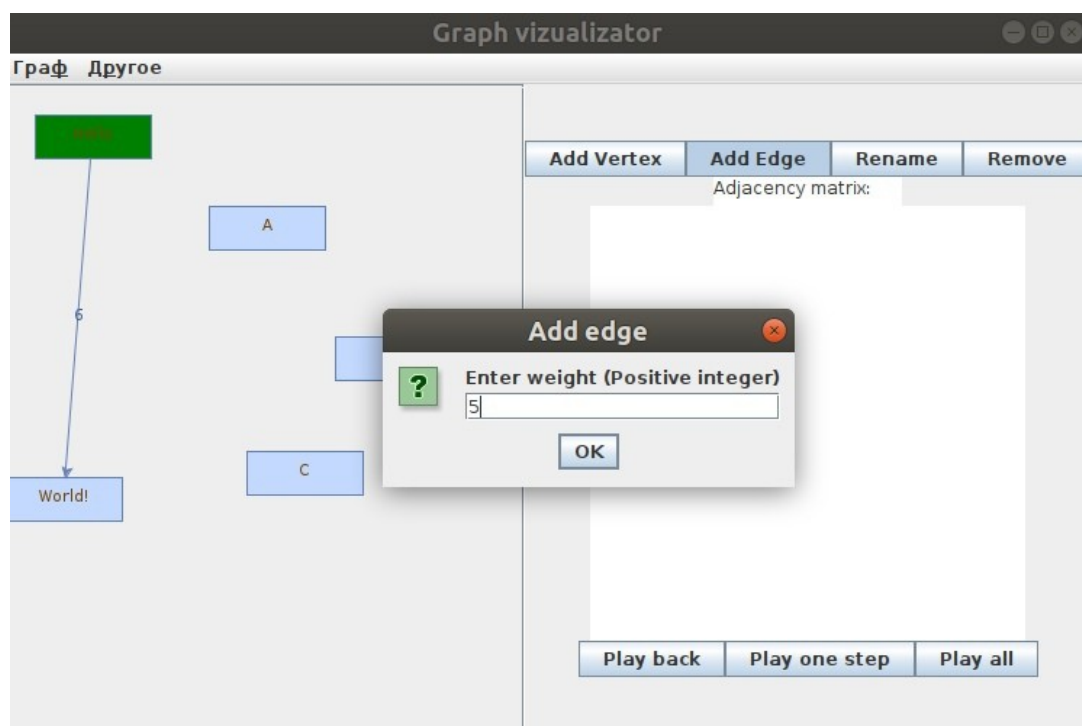 Graph vizualizator
Граф Другое
Add Vertex Add Edge Rename Remove
Adjacency matrix:
A
6
Add edge
Enter weight (Positive integer)
5
OK
C
World!
Play back Play one step Play all